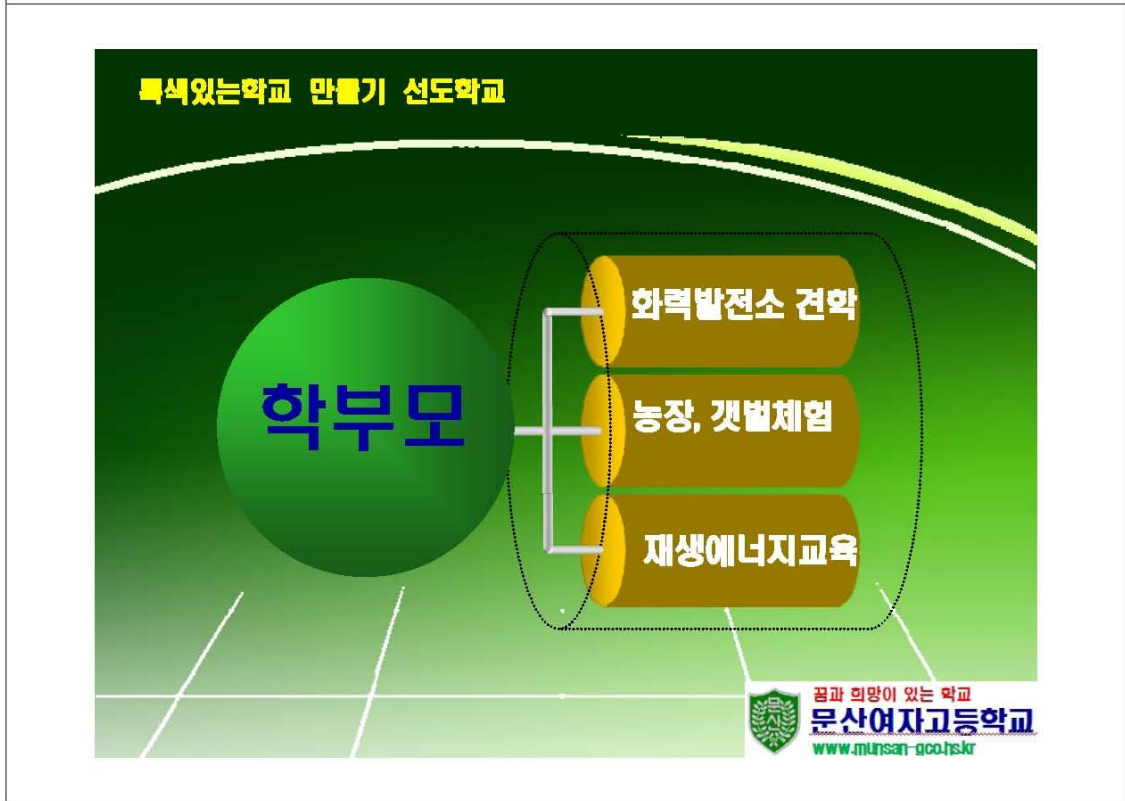 특색있는학교 만들기 선도학교
학부모
화력발전소 견학
농장, 갯벌체험
재생에너지교육
꿈과 희망이 있는 학교
문산여자고등학교
www.munsan-g.co.hs.kr